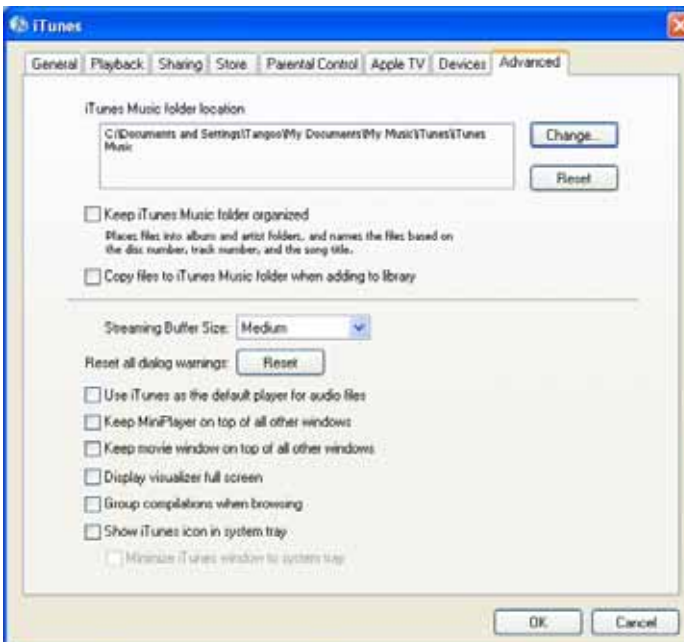 iTunes
General Playback Sharing Store Parental Control Apple TV Devices Advanced
iTunes Music folder location
C:\Documents and Settings\Tangoo\My Documents\My Music\iTunes\iTunes
Music
Change...
Reset
Keep iTunes Music folder organized
Places files into album and artist folders, and names the files based on
the disc number, track number, and the song title.
Copy files to iTunes Music folder when adding to library
Streaming Buffer Size: Medium
Reset all dialog warnings: Reset
Use iTunes as the default player for audio files
Keep MiniPlayer on top of all other windows
Keep movie window on top of all other windows
Display visualizer full screen
Group compilations when browsing
Show iTunes icon in system tray
Minimize iTunes window to system tray
OK Cancel